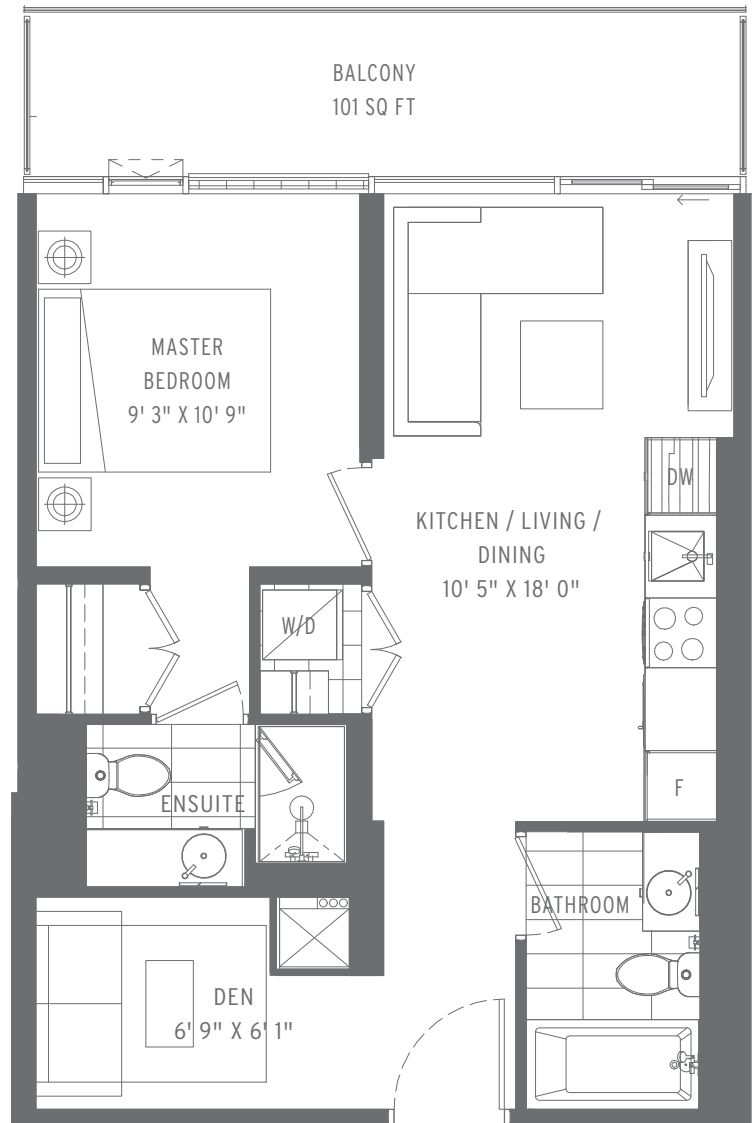 BALCONY
101 SQ FT
MASTER
BEDROOM
9' 3" X 10' 9"
DW
KITCHEN / LIVING /
DINING
10' 5" X 18' 0"
W/D
F
ENSUITE
BATHROOM
DEN
6' 9" X 6' 1"